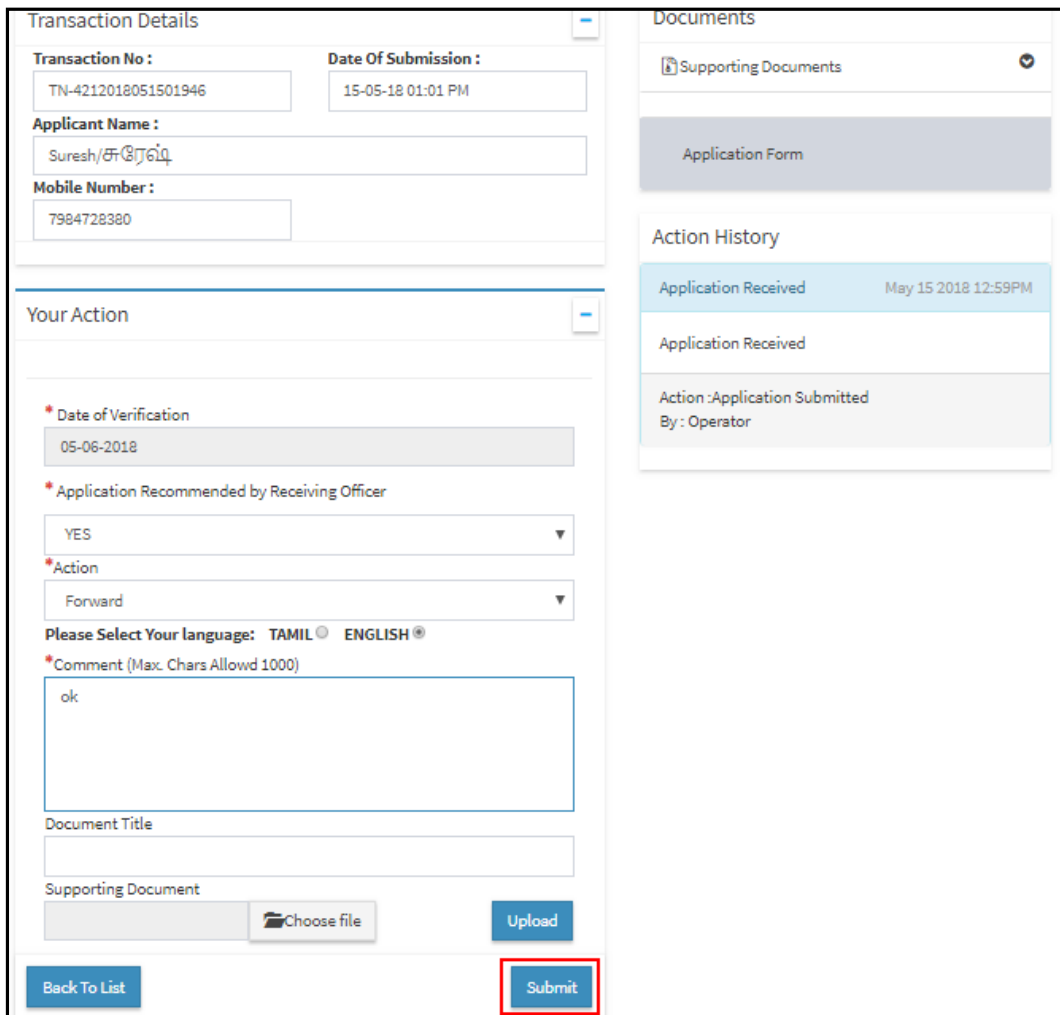 Transaction Details
Transaction No :
Date Of Submission :
TN-4212018051501946
15-05-18 01:01 PM
Applicant Name :
Suresh/சுரேஷ்
Mobile Number :
7984728380
Your Action
* Date of Verification
05-06-2018
* Application Recommended by Receiving Officer
YES
*Action
Forward
Please Select Your language: TAMIL ENGLISH
*Comment (Max. Chars Allowd 1000)
ok
Document Title
Supporting Document
Choose file
Upload
Back To List
Submit
Documents
Supporting Documents
Application Form
Action History
Application Received
May 15 2018 12:59PM
Application Received
Action :Application Submitted
By : Operator